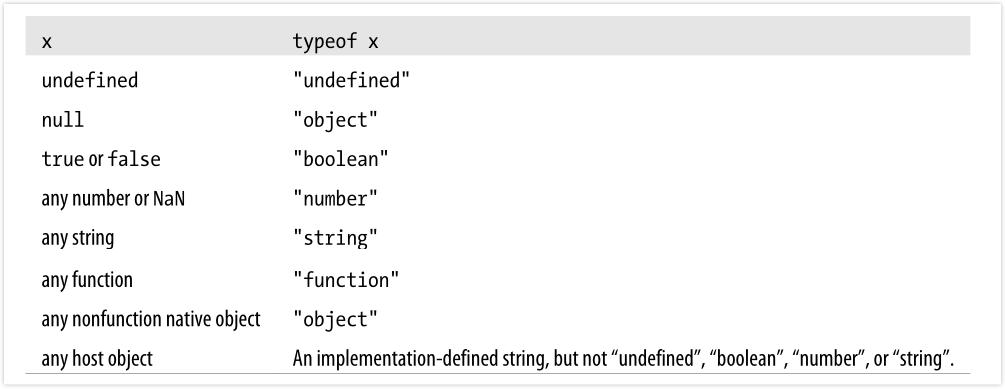 x typeof x
undefined "undefined"
null "object"
true or false "boolean"
any number or NaN "number"
any string "string"
any function "function"
any nonfunction native object "object"
any host object An implementation-defined string, but not “undefined”, “boolean”, “number”, or “string”.